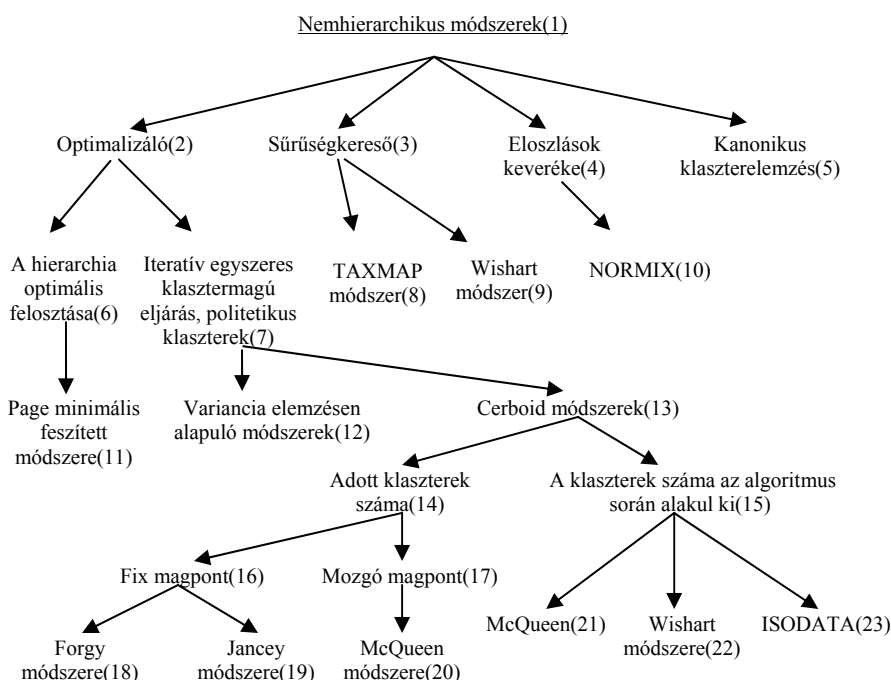 Nemhierarchikus módszerek(1)
Optimalizáló(2)
Sűrűségkereső(3)
Eloszlások
keveréke(4)
Kanonikus
klaszterelemzés(5)
A hierarchia
optimális
felosztása(6)
Iteratív egyszeres
klasztermagú
eljárás, politetikus
klaszterek(7)
TAXMAP
módszer(8)
Wishart
módszer(9)
NORMIX(10)
Page minimális
feszített
módszere(11)
Variancia elemzésen
alapuló módszerek(12)
Cerboid módszerek(13)
Adott klaszterek
száma(14)
A klaszterek száma az algoritmus
során alakul ki(15)
Fix magpont(16)
Mozgó magpont(17)
Forgy
módszere(18)
Jancey
módszere(19)
McQueen
módszere(20)
McQueen(21)
Wishart
módszere(22)
ISODATA(23)